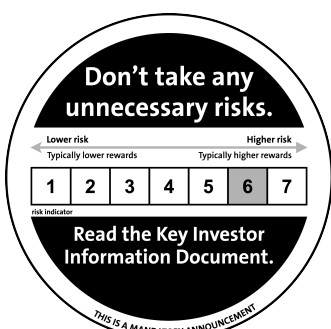 Don't take any
unnecessary risks.
Lower risk Higher risk
Typically lower rewards Typically higher rewards
1 2 3 4 5 6 7
risk indicator
Read the Key Investor
Information Document.
THIS IS A MANDATORY ANNOUNCEMENT